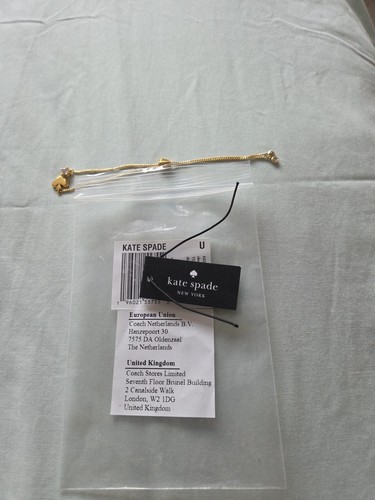 KATE SPADE U
kate spade
NEW YORK
European Union
Coach Netherlands B.V.
Hanzepoort 30
7575 DA Oldenzaal
The Netherlands
United Kingdom
Coach Stores Limited
Seventh Floor Brunel Building
2 Canalside Walk
London, W2 1DG
United Kingdom